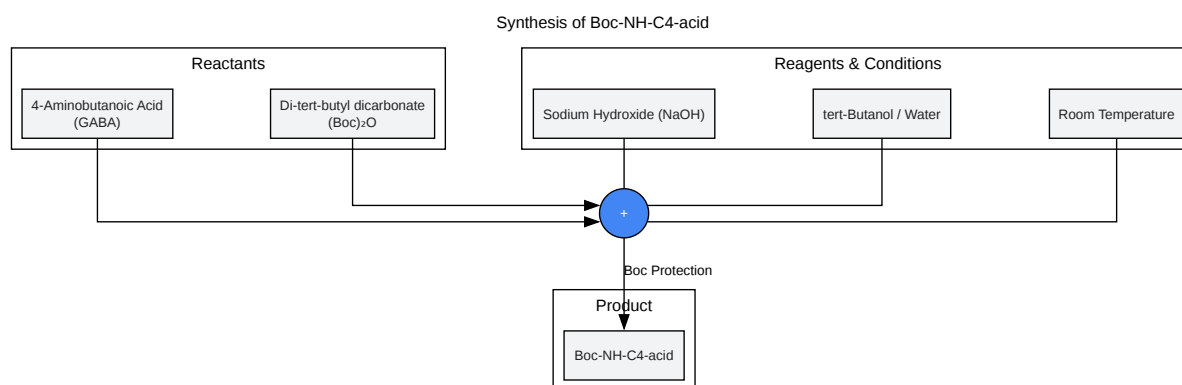 Synthesis of Boc-NH-C4-acid
Reactants
Reagents & Conditions
4-Aminobutanoic Acid
(GABA)
Di-tert-butyl dicarbonate
(Boc)₂O
Sodium Hydroxide (NaOH)
tert-Butanol / Water
Room Temperature
+
Boc Protection
Product
Boc-NH-C4-acid